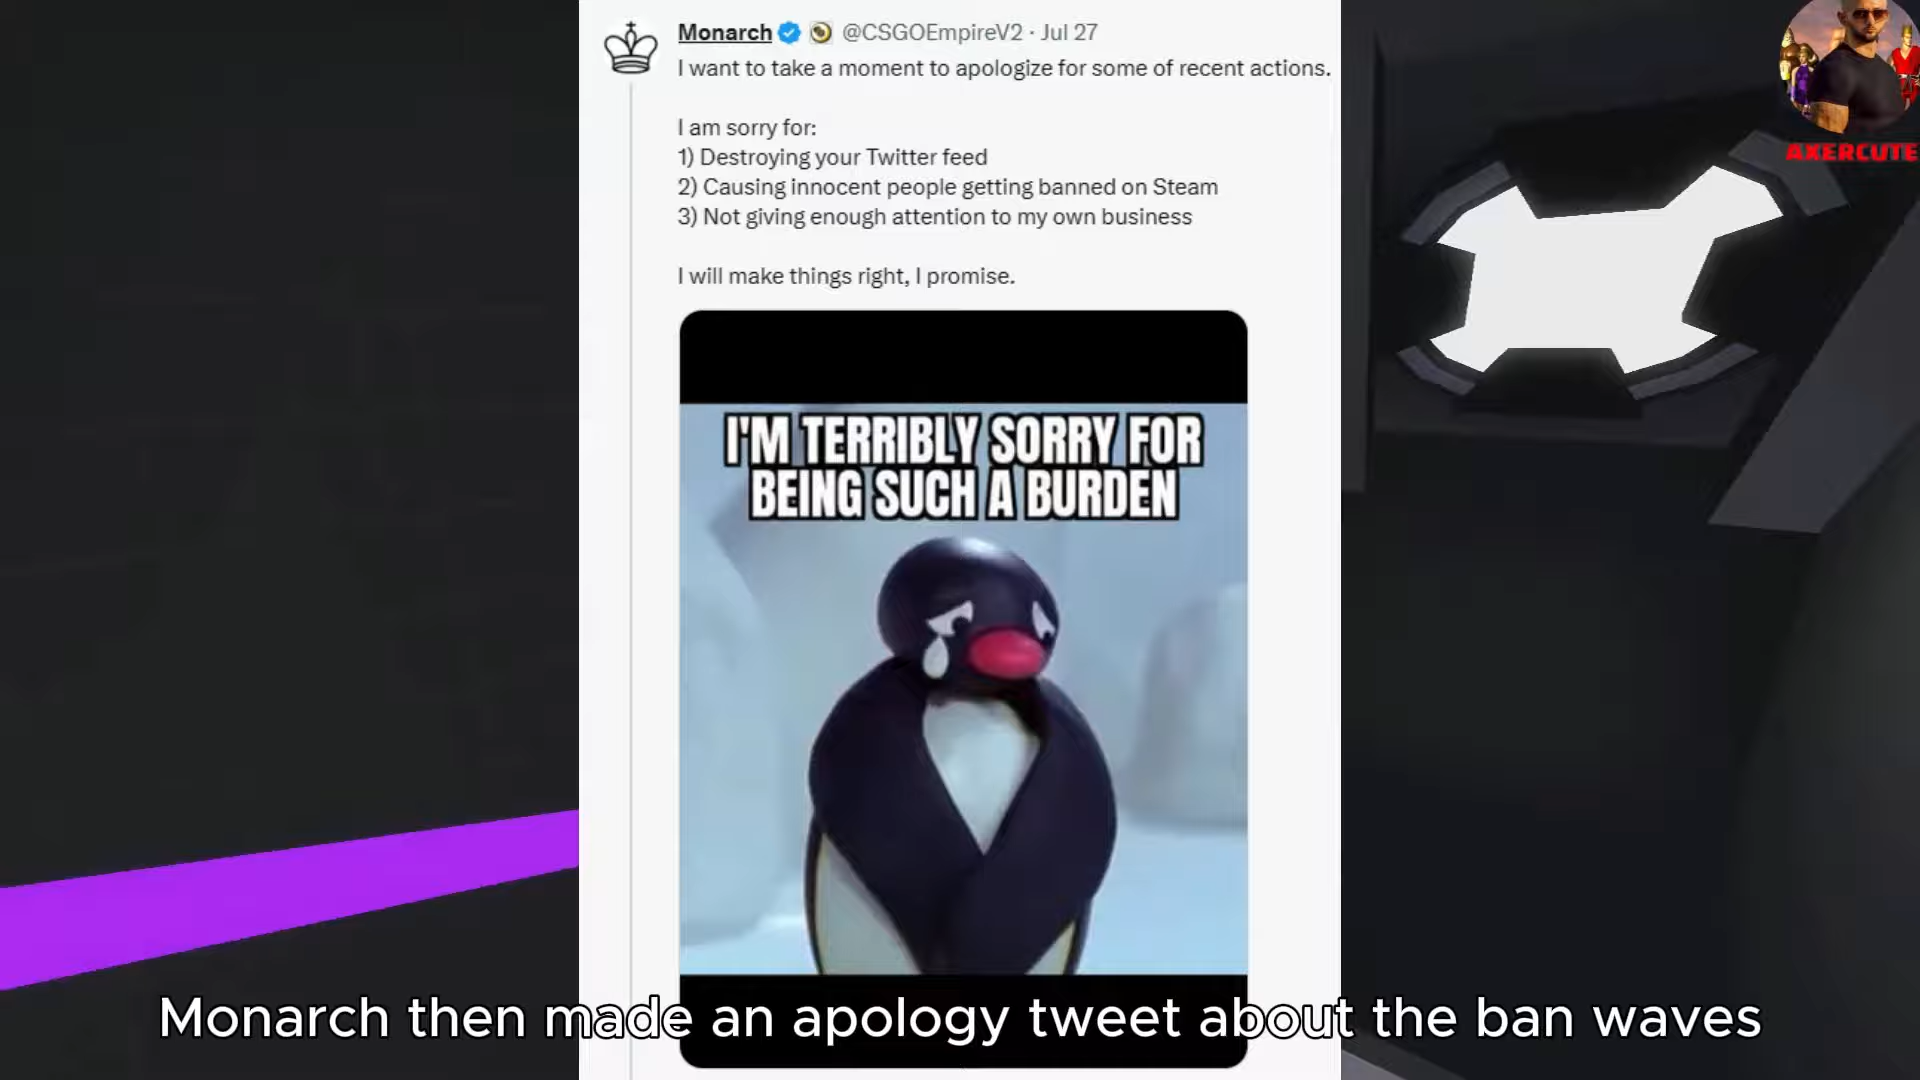 Monarch @CSGOEmpireV2 · Jul 27
I want to take a moment to apologize for some of recent actions.
I am sorry for:
1) Destroying your Twitter feed
2) Causing innocent people getting banned on Steam
3) Not giving enough attention to my own business
I will make things right, I promise.
I'M TERRIBLY SORRY FOR
BEING SUCH A BURDEN
AXERCUTE
Monarch then made an apology tweet about the ban waves